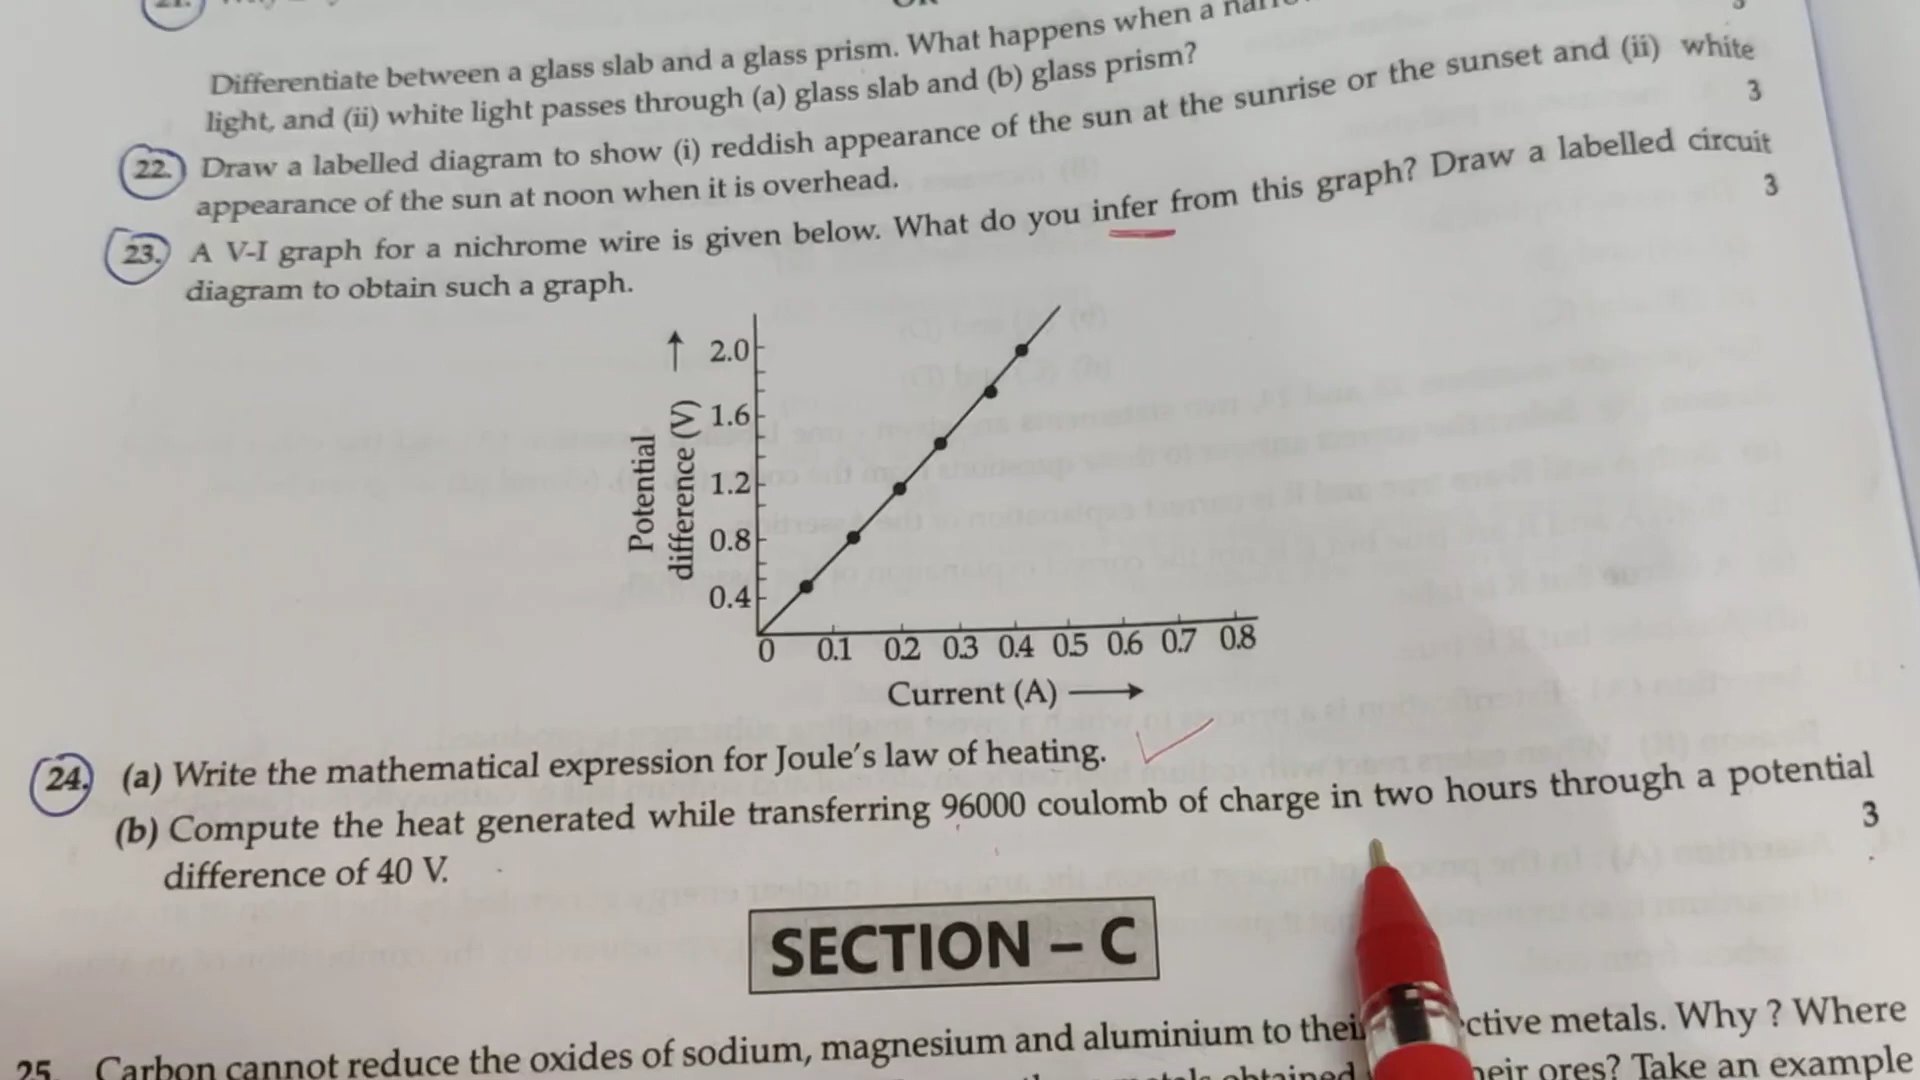 Differentiate between a glass slab and a glass prism. What happens when a
light, and (ii) white light passes through (a) glass slab and (b) glass prism?
22. Draw a labelled diagram to show (i) reddish appearance of the sun at the sunrise or the sunset and (ii) white
appearance of the sun at noon when it is overhead. 3
23. A V-I graph for a nichrome wire is given below. What do you infer from this graph? Draw a labelled circuit
diagram to obtain such a graph. 3
Potential
difference (V)
2.0
1.6
1.2
0.8
0.4
0 0.1 0.2 0.3 0.4 0.5 0.6 0.7 0.8
Current (A)
24. (a) Write the mathematical expression for Joule's law of heating.
(b) Compute the heat generated while transferring 96000 coulomb of charge in two hours through a potential
difference of 40 V. 3
SECTION – C
25. Carbon cannot reduce the oxides of sodium, magnesium and aluminium to their ctive metals. Why ? Where
obtained heir ores? Take an example